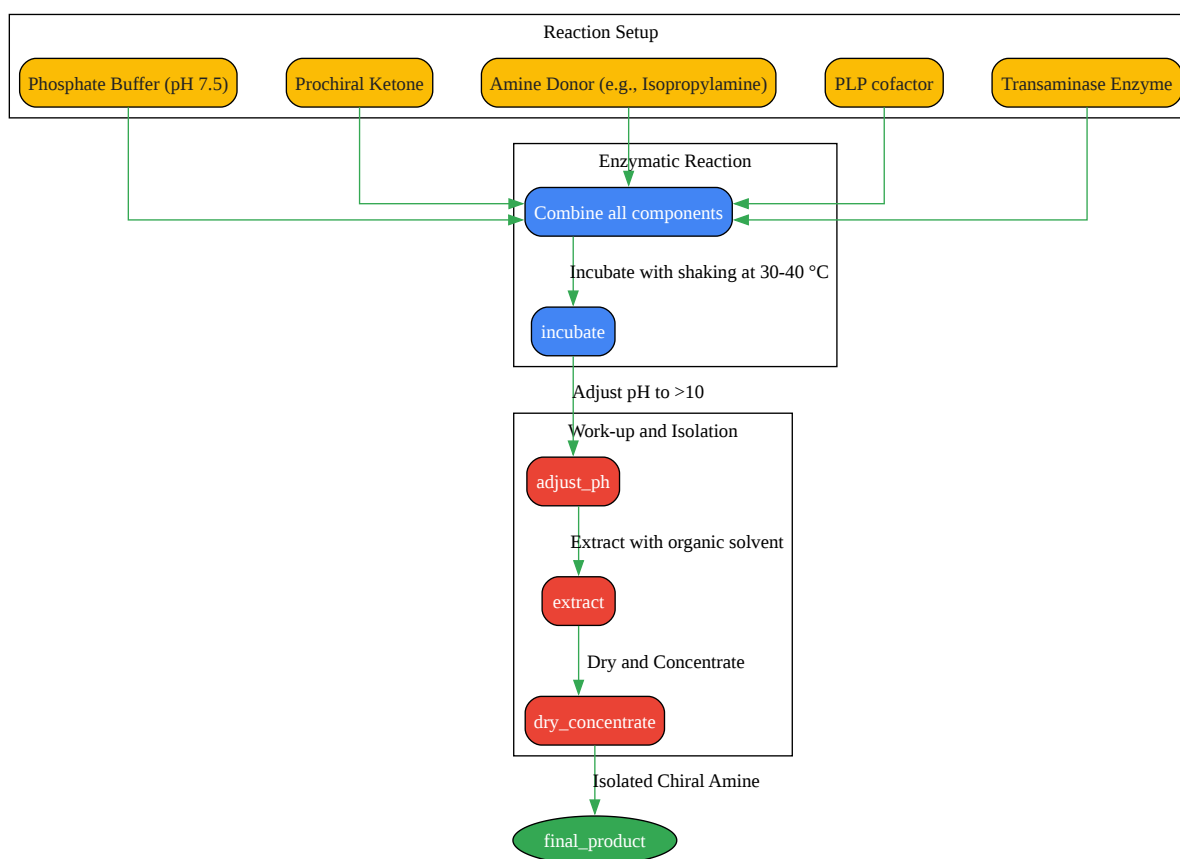 Reaction Setup
Phosphate Buffer (pH 7.5)
Prochiral Ketone
Amine Donor (e.g., Isopropylamine)
PLP cofactor
Transaminase Enzyme
Enzymatic Reaction
Combine all components
Incubate with shaking at 30-40 °C
incubate
Adjust pH to >10
Work-up and Isolation
adjust_ph
Extract with organic solvent
extract
Dry and Concentrate
dry_concentrate
Isolated Chiral Amine
final_product